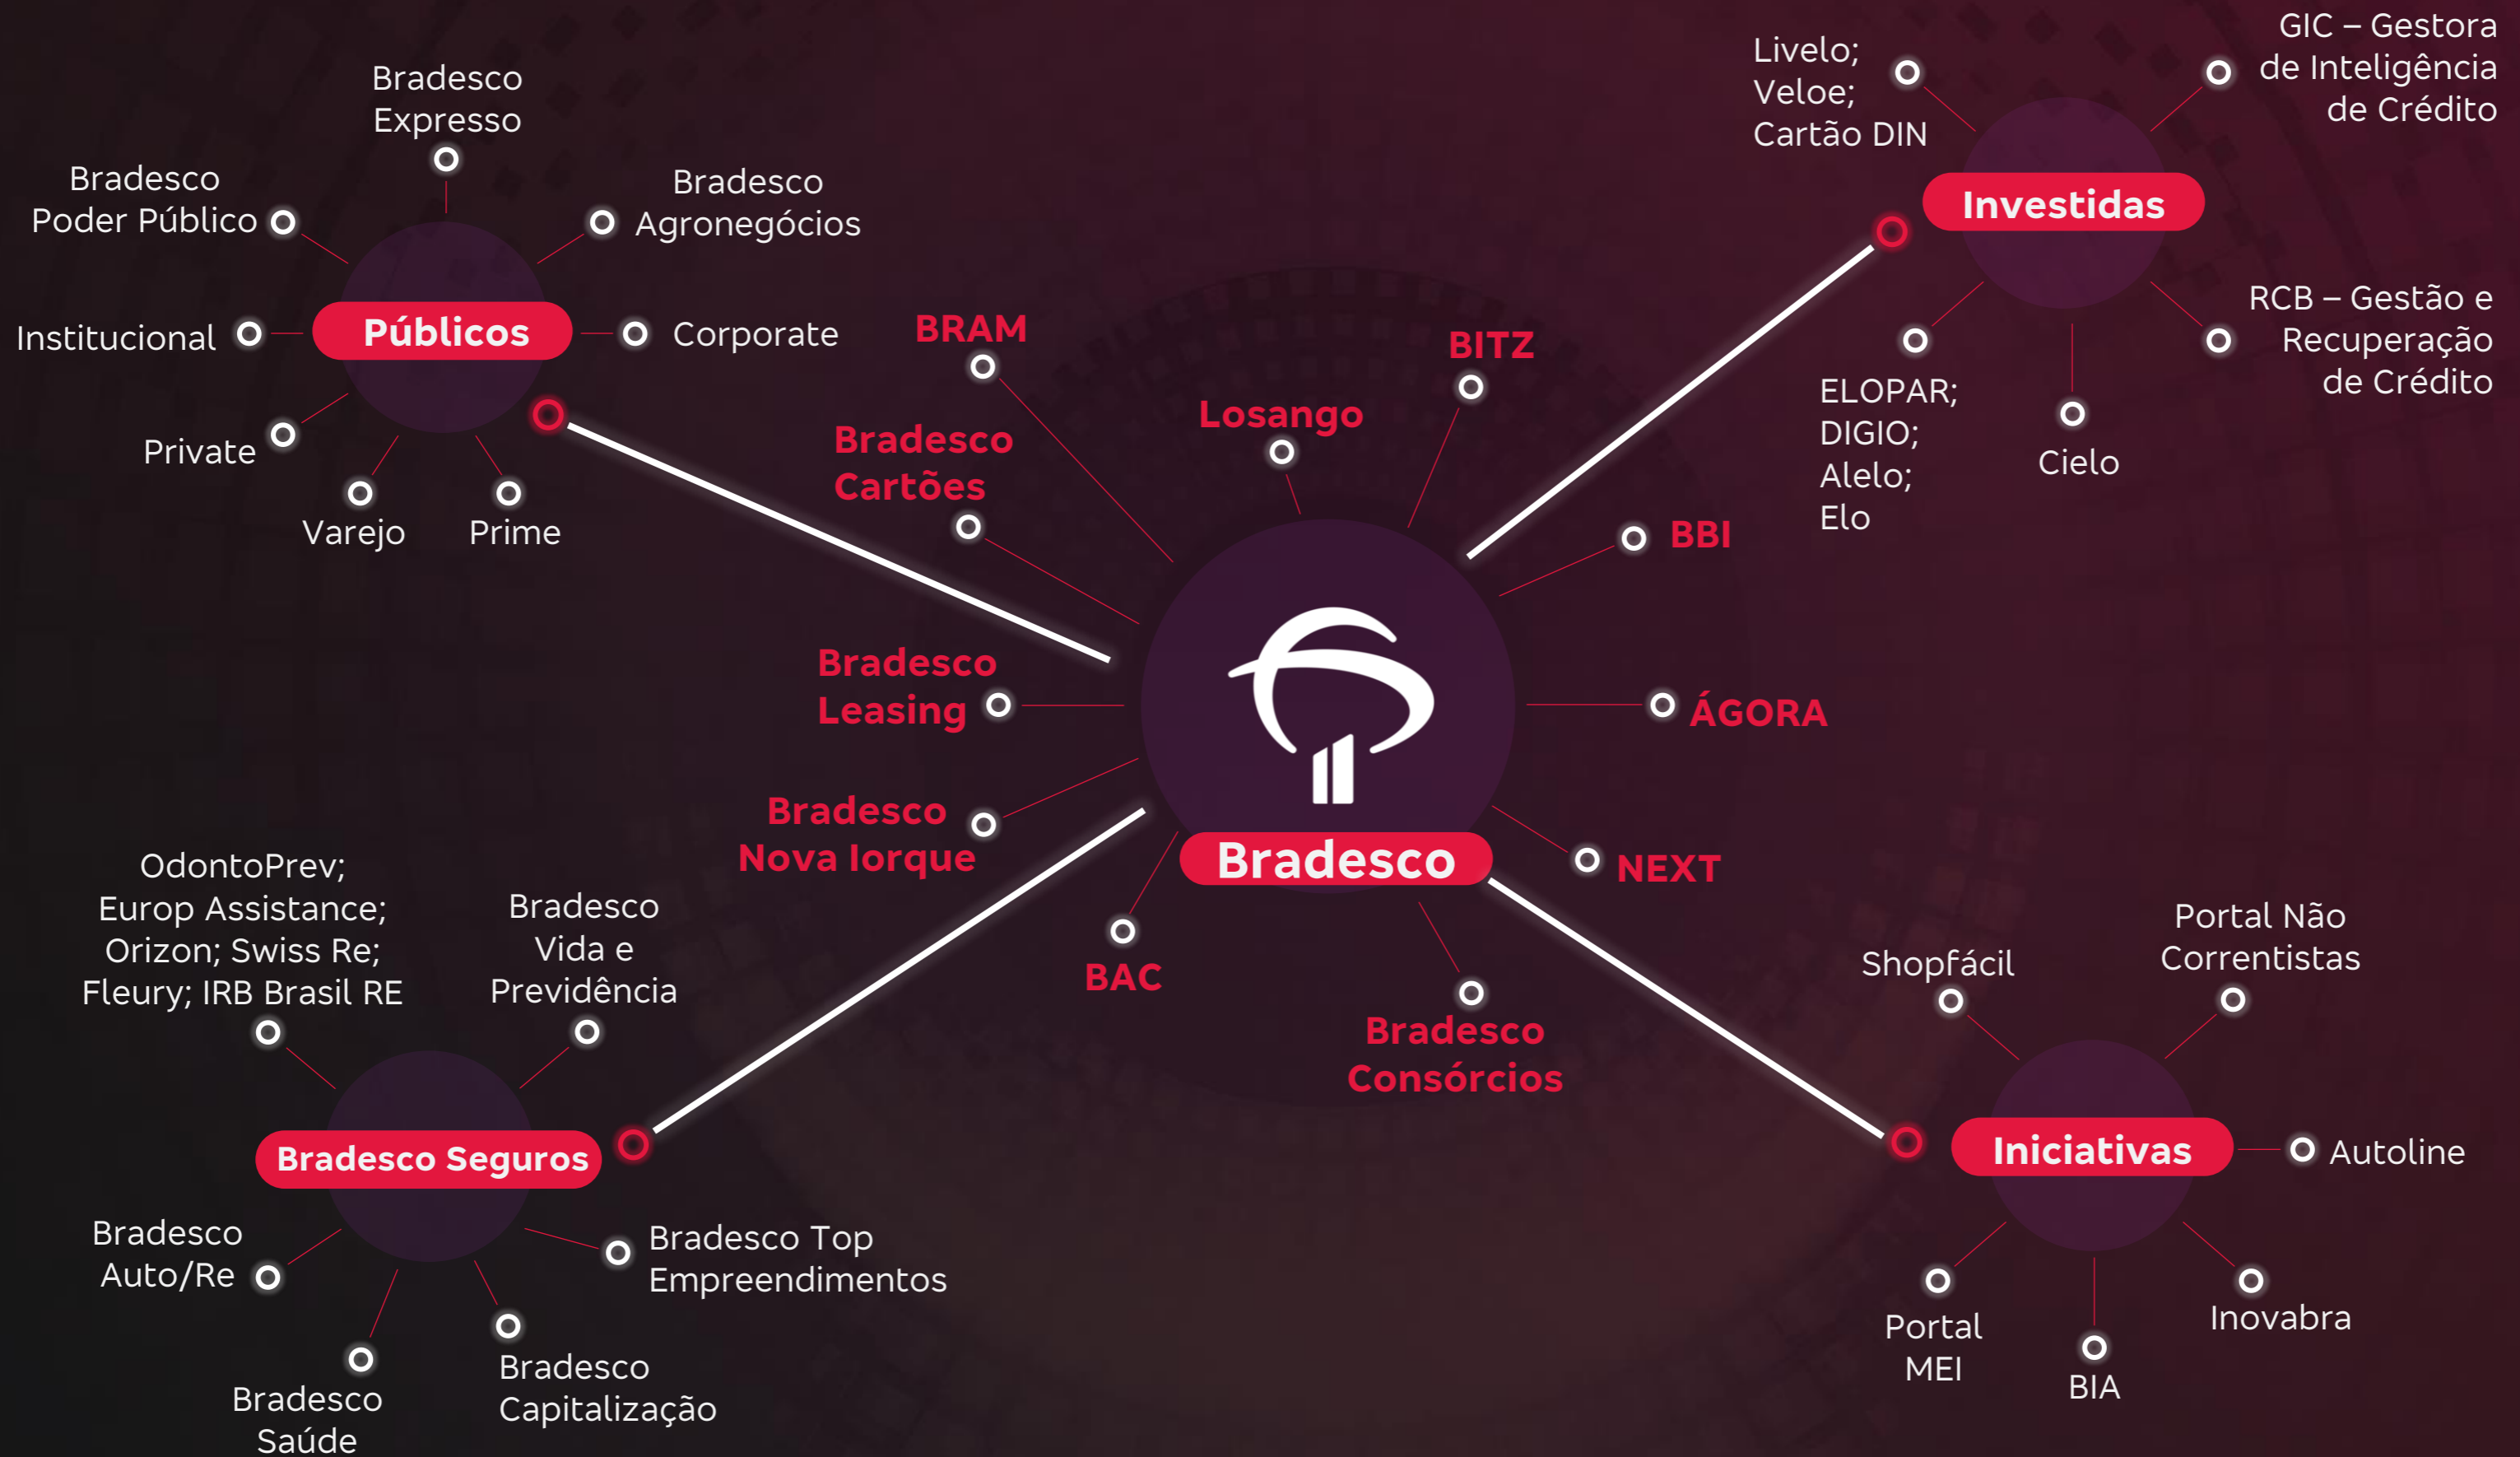 Bradesco
Expresso
Bradesco
Poder Público
Bradesco
Agronegócios
Institucional
Públicos
Corporate
Private
Varejo
Prime
Livelo;
Veloe;
Cartão DIN
GIC – Gestora
de Inteligência
de Crédito
Investidas
ELOPAR;
DIGIO;
Alelo;
Elo
Cielo
RCB – Gestão e
Recuperação
de Crédito
BRAM
Bradesco
Cartões
Losango
BITZ
BBI
Bradesco
Leasing
ÁGORA
Bradesco
Nova Iorque
Bradesco
NEXT
BAC
Bradesco
Consórcios
OdontoPrev;
Europ Assistance;
Orizon; Swiss Re;
Fleury; IRB Brasil RE
Bradesco
Vida e
Previdência
Bradesco Seguros
Bradesco
Auto/Re
Bradesco Top
Empreendimentos
Bradesco
Saúde
Bradesco
Capitalização
Shopfácil
Portal Não
Correntistas
Iniciativas
Autoline
Portal
MEI
BIA
Inovabra